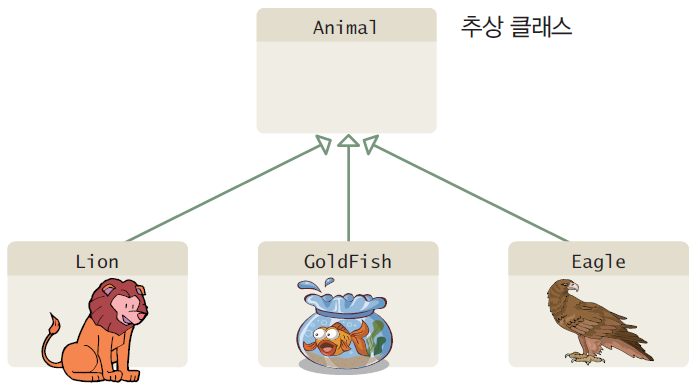 Animal
추상 클래스
Lion
GoldFish
Eagle